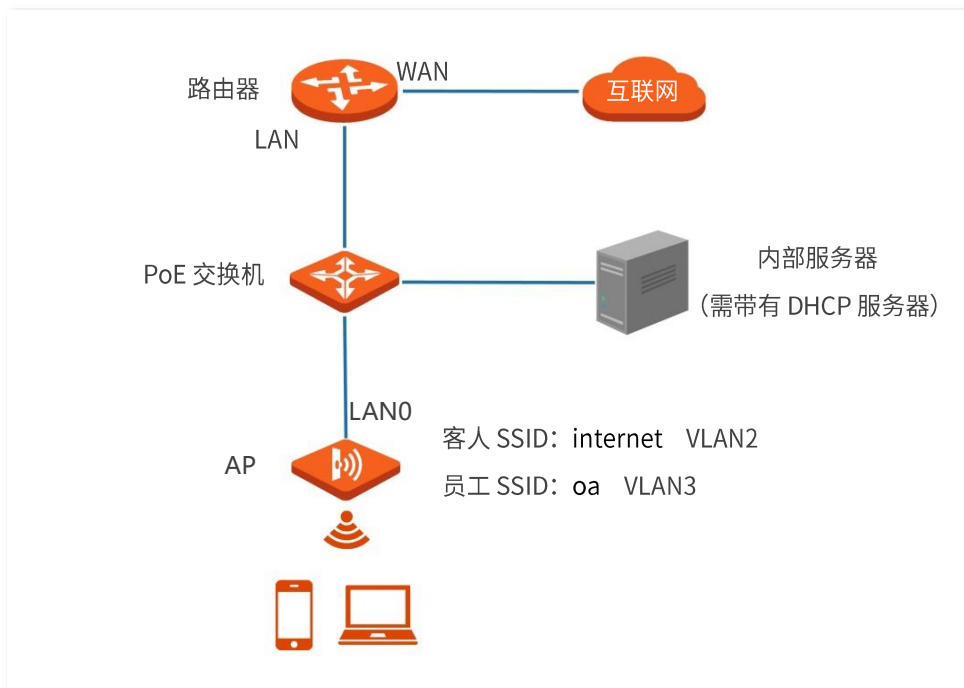 路由器
WAN
互联网
LAN
PoE 交换机
内部服务器
（需带有 DHCP 服务器）
LAN0
AP
客人 SSID：internet VLAN2
员工 SSID：oa VLAN3